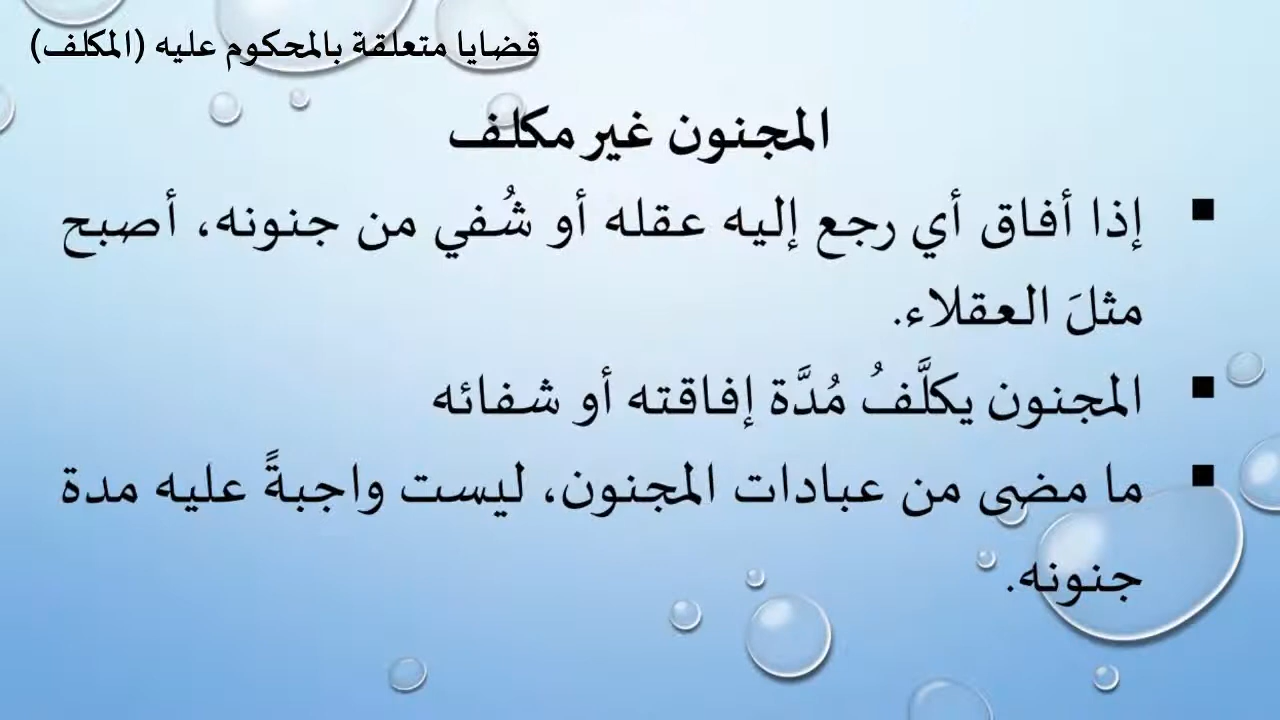 قضايا متعلقة بالمحكوم عليه (المكلف)
المجنون غير مكلف
▪ إذا أفاق أي رجع إليه عقله أو شُفي من جنونه، أصبح
مثلَ العقلاء.
▪ المجنون يكلَّفُ مُدَّة إفاقته أو شفائه
▪ ما مضى من عبادات المجنون، ليست واجبةً عليه مدة
جنونه.